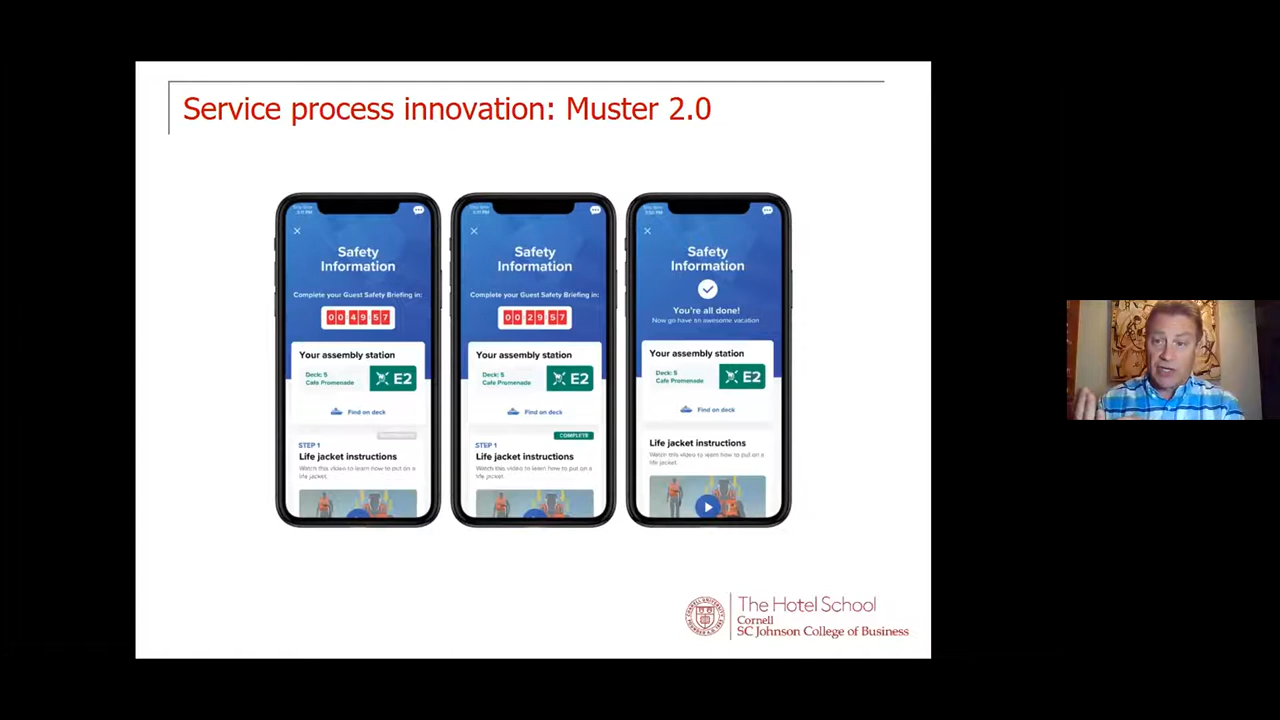 Service process innovation: Muster 2.0
Safety
Information
Complete your Guest Safety Briefing in:
00 49 57
Your assembly station
Deck: 5
Cafe Promenade
E2
Find on deck
STEP 1
Life jacket instructions
Watch this video to learn how to put on a
life jacket.
Safety
Information
Complete your Guest Safety Briefing in:
00 29 57
Your assembly station
Deck: 5
Cafe Promenade
E2
Find on deck
COMPLETE
STEP 1
Life jacket instructions
Watch this video to learn how to put on a
life jacket.
Safety
Information
You're all done!
Now go have an awesome vacation
Your assembly station
Deck: 5
Cafe Promenade
E2
Find on deck
Life jacket instructions
Watch this video to learn how to put on a
life jacket.
The Hotel School
Cornell
SC Johnson College of Business